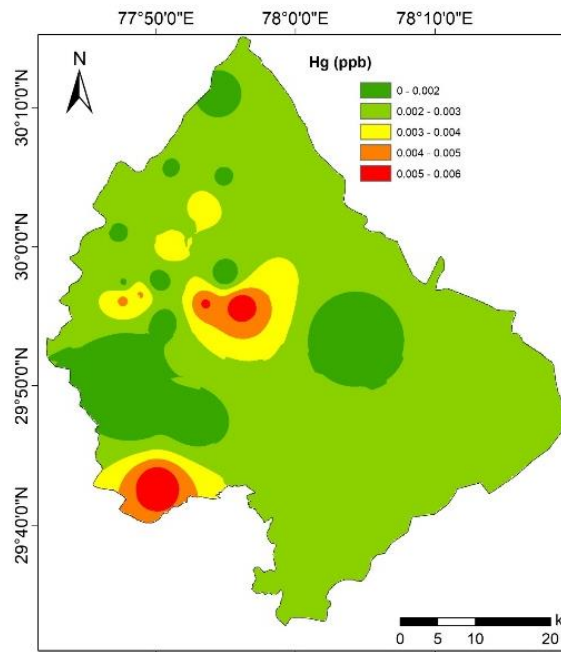 77°50'0"E 78°0'0"E 78°10'0"E
N
Hg (ppb)
0 - 0.002
0.002 - 0.003
0.003 - 0.004
0.004 - 0.005
0.005 - 0.006
30°10'0"N
30°0'0"N
29°50'0"N
29°40'0"N
0 5 10 20